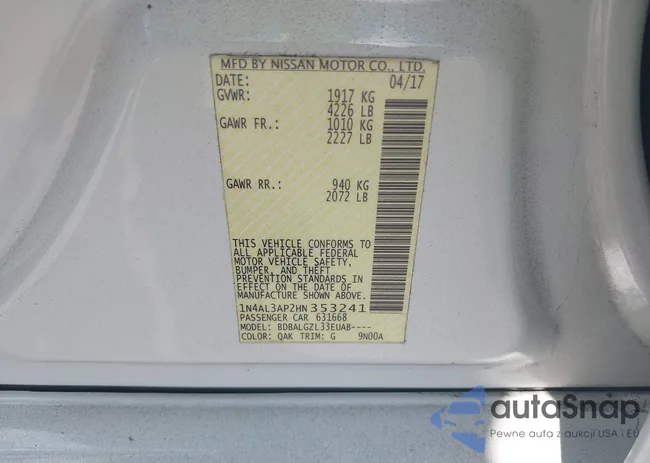 MFD BY NISSAN MOTOR CO., LTD.
DATE: 04/17
GVWR: 1917 KG
4226 LB
GAWR FR.: 1010 KG
2227 LB
GAWR RR.: 940 KG
2072 LB
THIS VEHICLE CONFORMS TO
ALL APPLICABLE FEDERAL
MOTOR VEHICLE SAFETY,
BUMPER, AND THEFT
PREVENTION STANDARDS IN
EFFECT ON THE DATE OF
MANUFACTURE SHOWN ABOVE.
1N4AL3AP2HN353241
PASSENGER CAR 631668
MODEL: BDBALGZL33EUAB----
COLOR: QAK TRIM: G 9N00A
autoSnap
Pewne auta z aukcji USA i EU